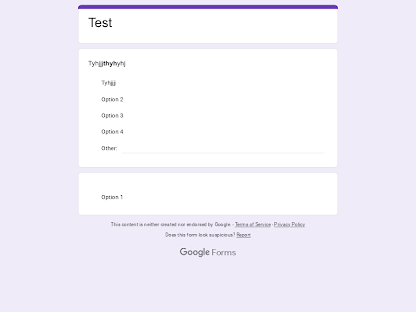 Test
Tyhjjjthyhyhj
Tyhjjj
Option 2
Option 3
Option 4
Other:
Option 1
This content is neither created nor endorsed by Google. - Terms of Service - Privacy Policy
Does this form look suspicious? Report
Google Forms